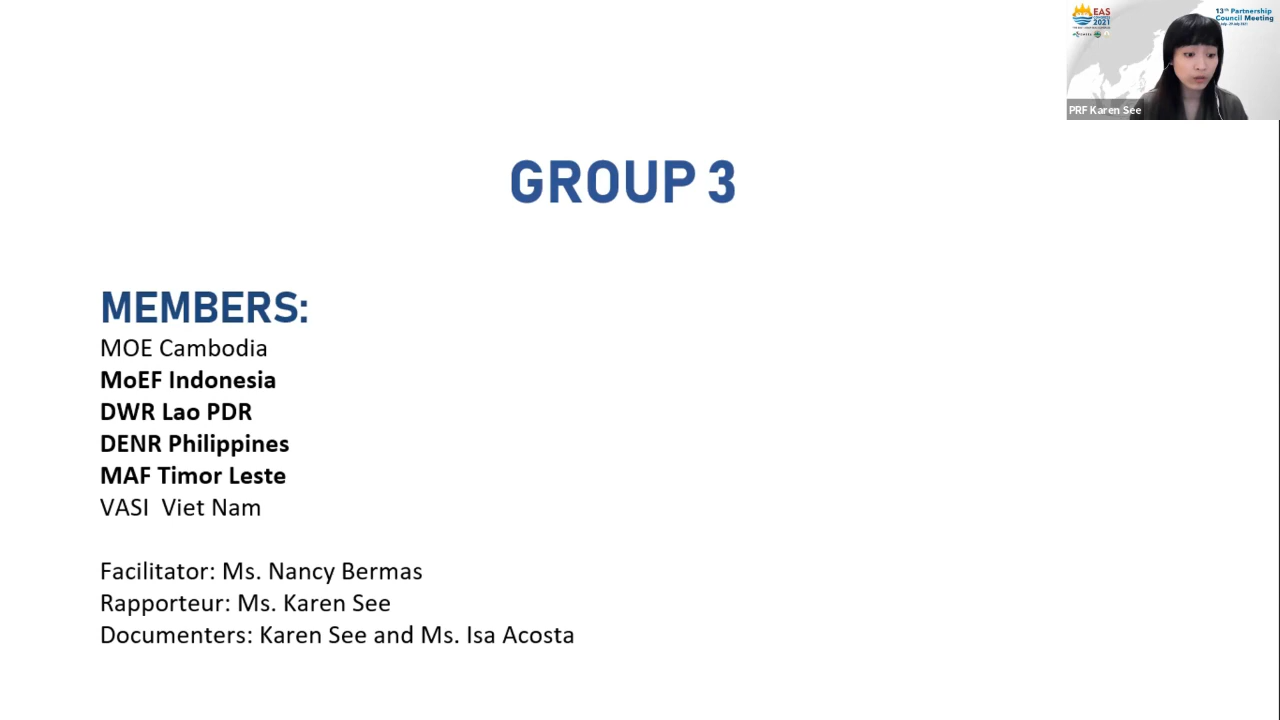 EAS
CONGRESS
2021
13th Partnership
Council Meeting
PRF Karen See
GROUP 3
MEMBERS:
MOE Cambodia
MoEF Indonesia
DWR Lao PDR
DENR Philippines
MAF Timor Leste
VASI Viet Nam
Facilitator: Ms. Nancy Bermas
Rapporteur: Ms. Karen See
Documenters: Karen See and Ms. Isa Acosta